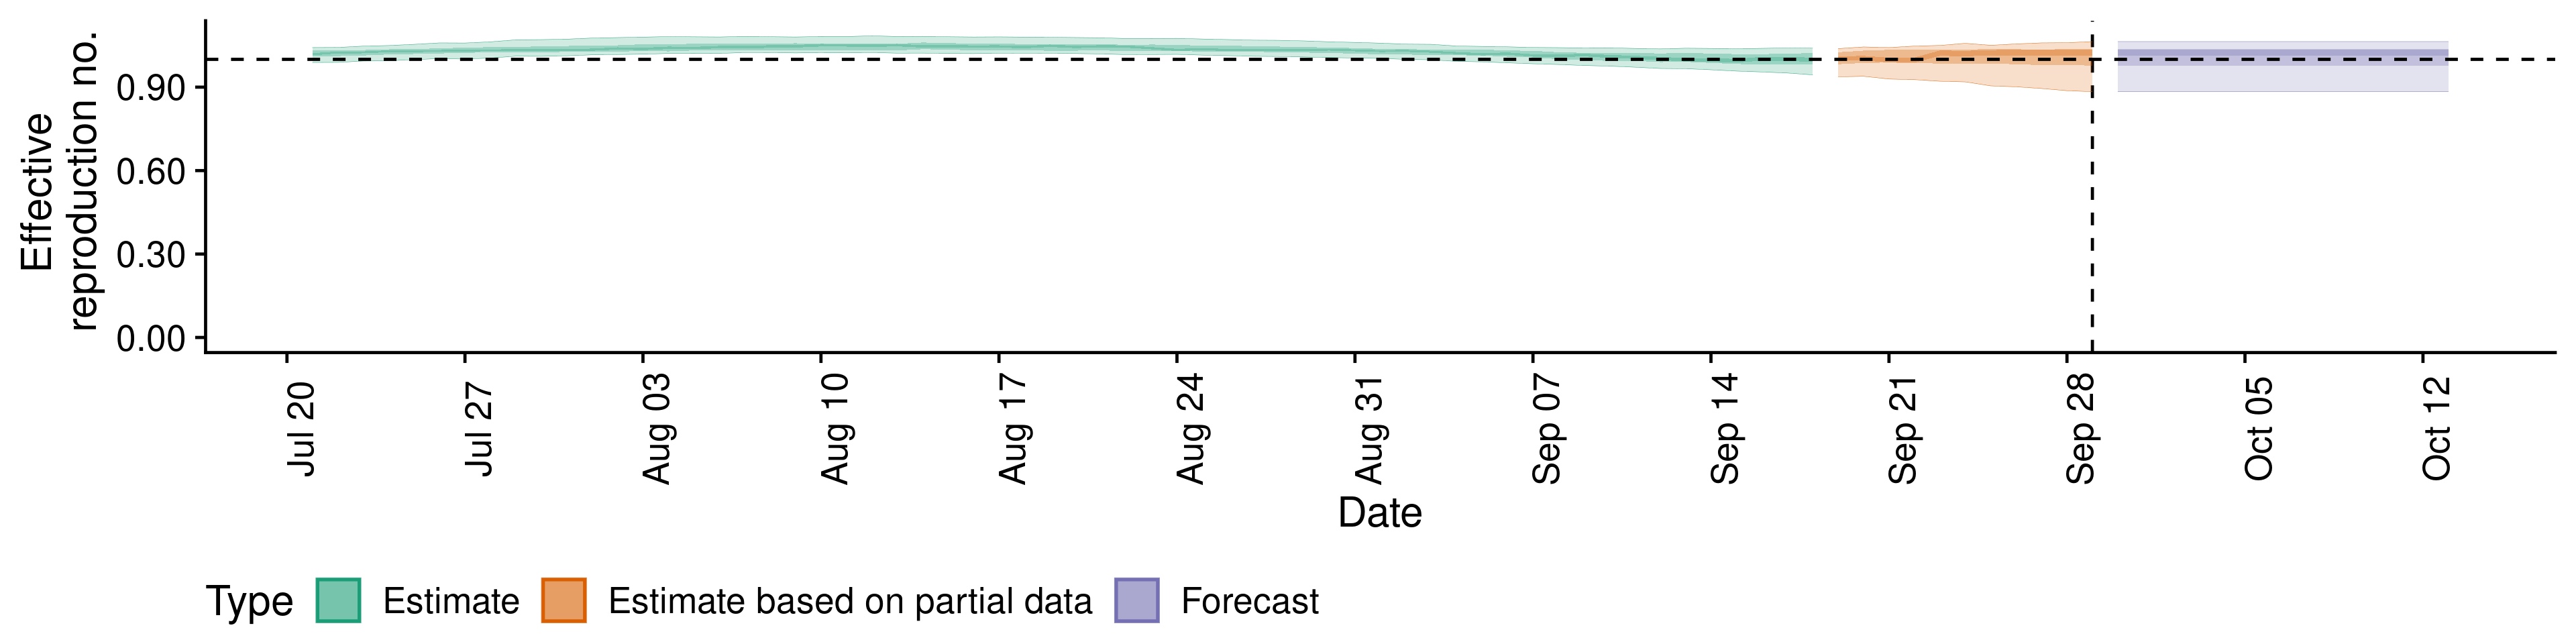 Effective
reproduction no.
0.90
0.60
0.30
0.00
Jul 20
Jul 27
Aug 03
Aug 10
Aug 17
Aug 24
Aug 31
Sep 07
Sep 14
Sep 21
Sep 28
Oct 05
Oct 12
Date
Type Estimate Estimate based on partial data Forecast